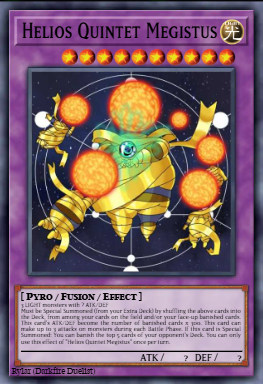 HELIOS QUINTET MEGISTUS
LIGHT
光
[ PYRO / FUSION / EFFECT ]
5 LIGHT monsters with ? ATK/DEF
Must be Special Summoned (from your Extra Deck) by shuffling the above cards into
the Deck, from among your cards on the field and/or your face-up banished cards.
This card's ATK/DEF become the number of banished cards x 300. This card can
make up to 3 attacks on monsters during each Battle Phase. If this card is Special
Summoned: You can banish the top 5 cards of your opponent's Deck. You can only
use this effect of "Helios Quintet Megistus" once per turn.
ATK / ? DEF / ?
(Darkfire Duelist)